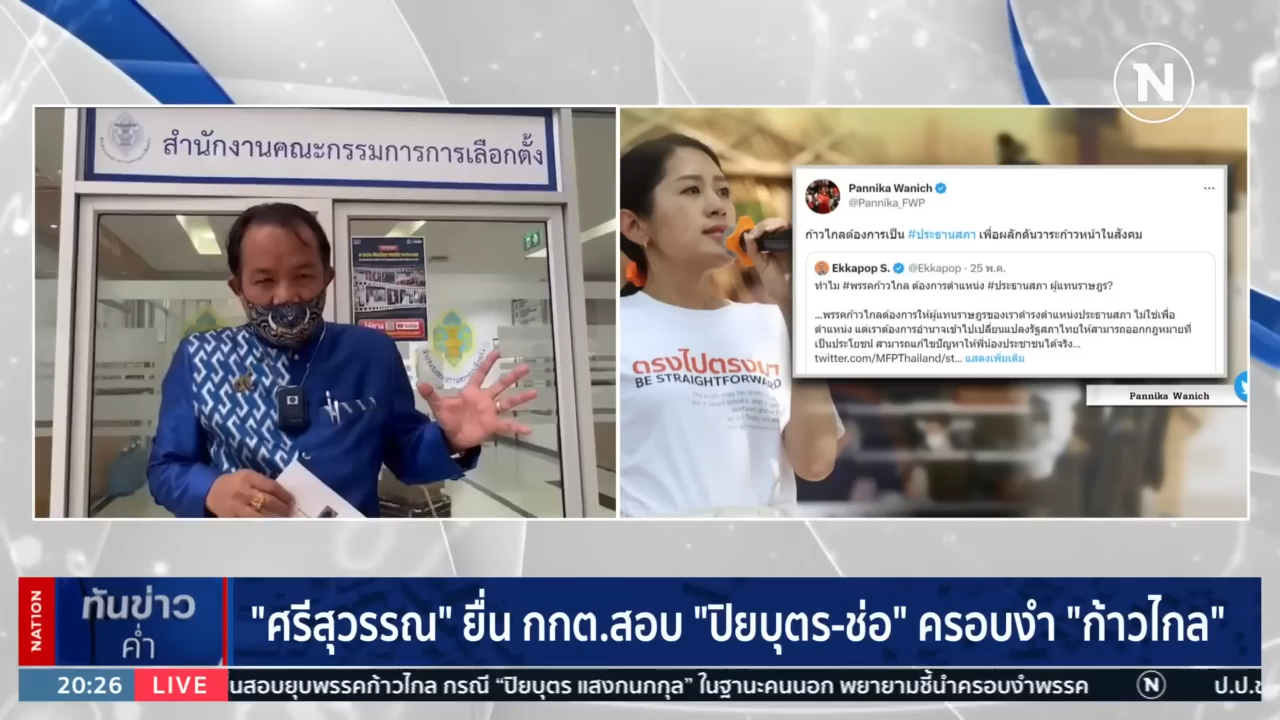 N
สำนักงานคณะกรรมการการเลือกตั้ง
Pannika Wanich
@Pannika_FWP
ก้าวไกลต้องการเป็น #ประธานสภา เพื่อผลักดันวาระก้าวหน้าในสังคม
Ekkapop S. @Ekkapop · 25 พ.ค.
ทำไม #พรรคก้าวไกล ต้องการตำแหน่ง #ประธานสภา ผู้แทนราษฎร?
...พรรคก้าวไกลต้องการให้ผู้แทนราษฎรของเราดำรงตำแหน่งประธานสภา ไม่ใช่เพื่อ
ตำแหน่ง แต่เราต้องการอำนาจเข้าไปเปลี่ยนแปลงรัฐสภาไทยให้สามารถออกกฎหมายที่
เป็นประโยชน์ สามารถแก้ไขปัญหาให้พี่น้องประชาชนได้จริง...
twitter.com/MFPThailand/st... แสดงเพิ่มเติม
ตรงไปตรงมา
BE STRAIGHTFORWARD
Pannika Wanich
NATION
ทันข่าว
ค่ำ
"ศรีสุวรรณ" ยื่น กกต.สอบ "ปิยบุตร-ช่อ" ครอบงำ "ก้าวไกล"
20:26 LIVE
นสอบยุบพรรคก้าวไกล กรณี “ปิยบุตร แสงกนกกุล” ในฐานะคนนอก พยายามชี้นำครอบงำพรรค N ป.ป.ช